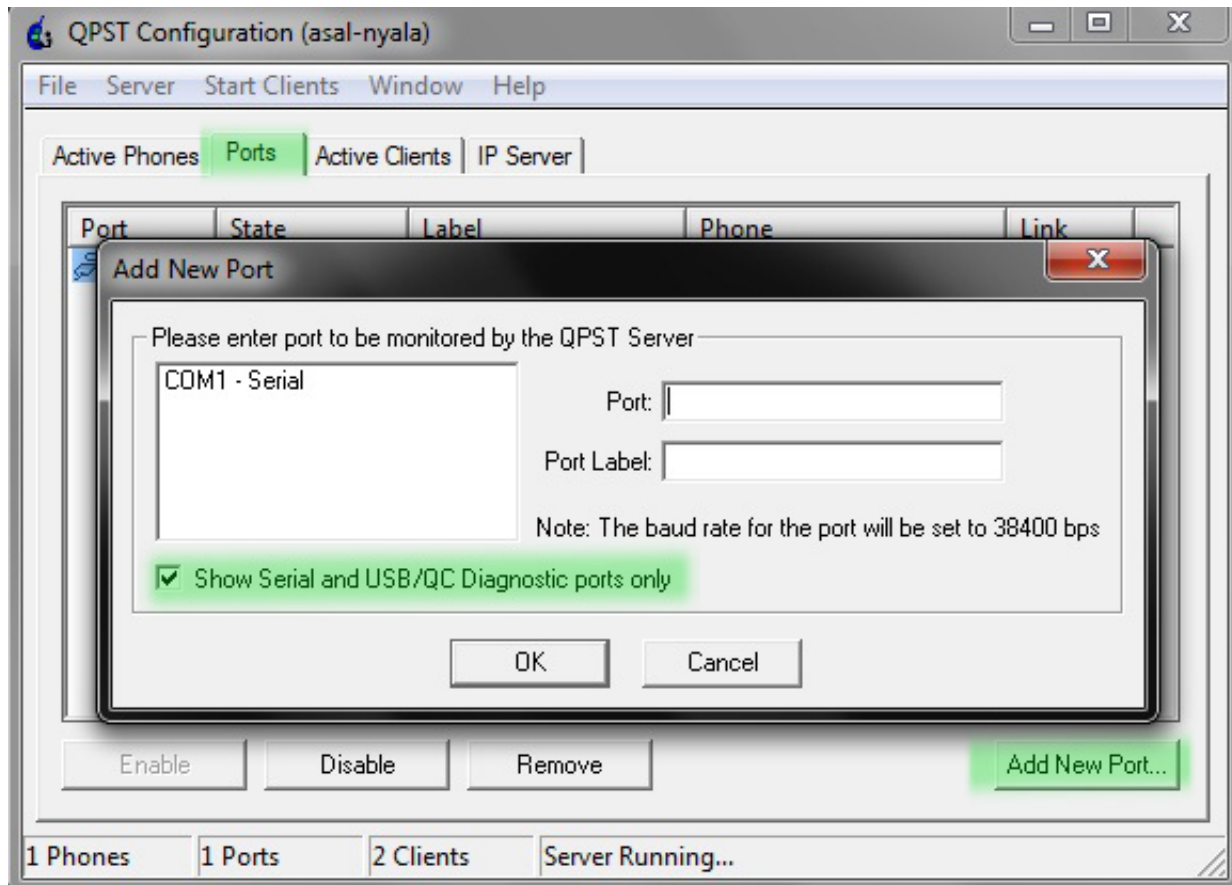 QPST Configuration (asal-nyala)
File Server Start Clients Window Help
Active Phones Ports Active Clients IP Server
Port State Label Phone Link
Add New Port
Please enter port to be monitored by the QPST Server
COM1 - Serial
Port:
Port Label:
Note: The baud rate for the port will be set to 38400 bps
Show Serial and USB/QC Diagnostic ports only
OK Cancel
Enable Disable Remove Add New Port...
1 Phones 1 Ports 2 Clients Server Running...